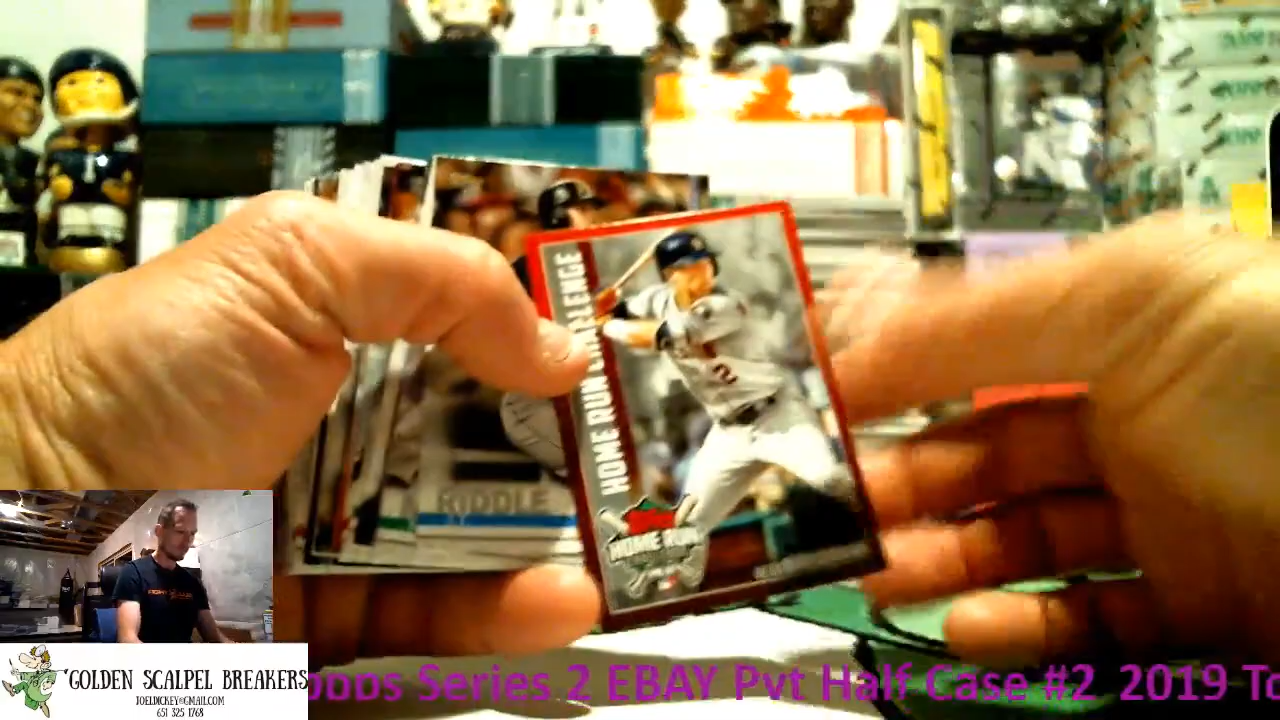 HOME RUN CHALLENGE
2
RIDDLE
HOME RUN
GOLDEN SCALPEL BREAKERS
JOELDICKEY@GMAIL.COM
651 325 1768
opps Series 2 EBAY Pvt Half Case #2 2019 To